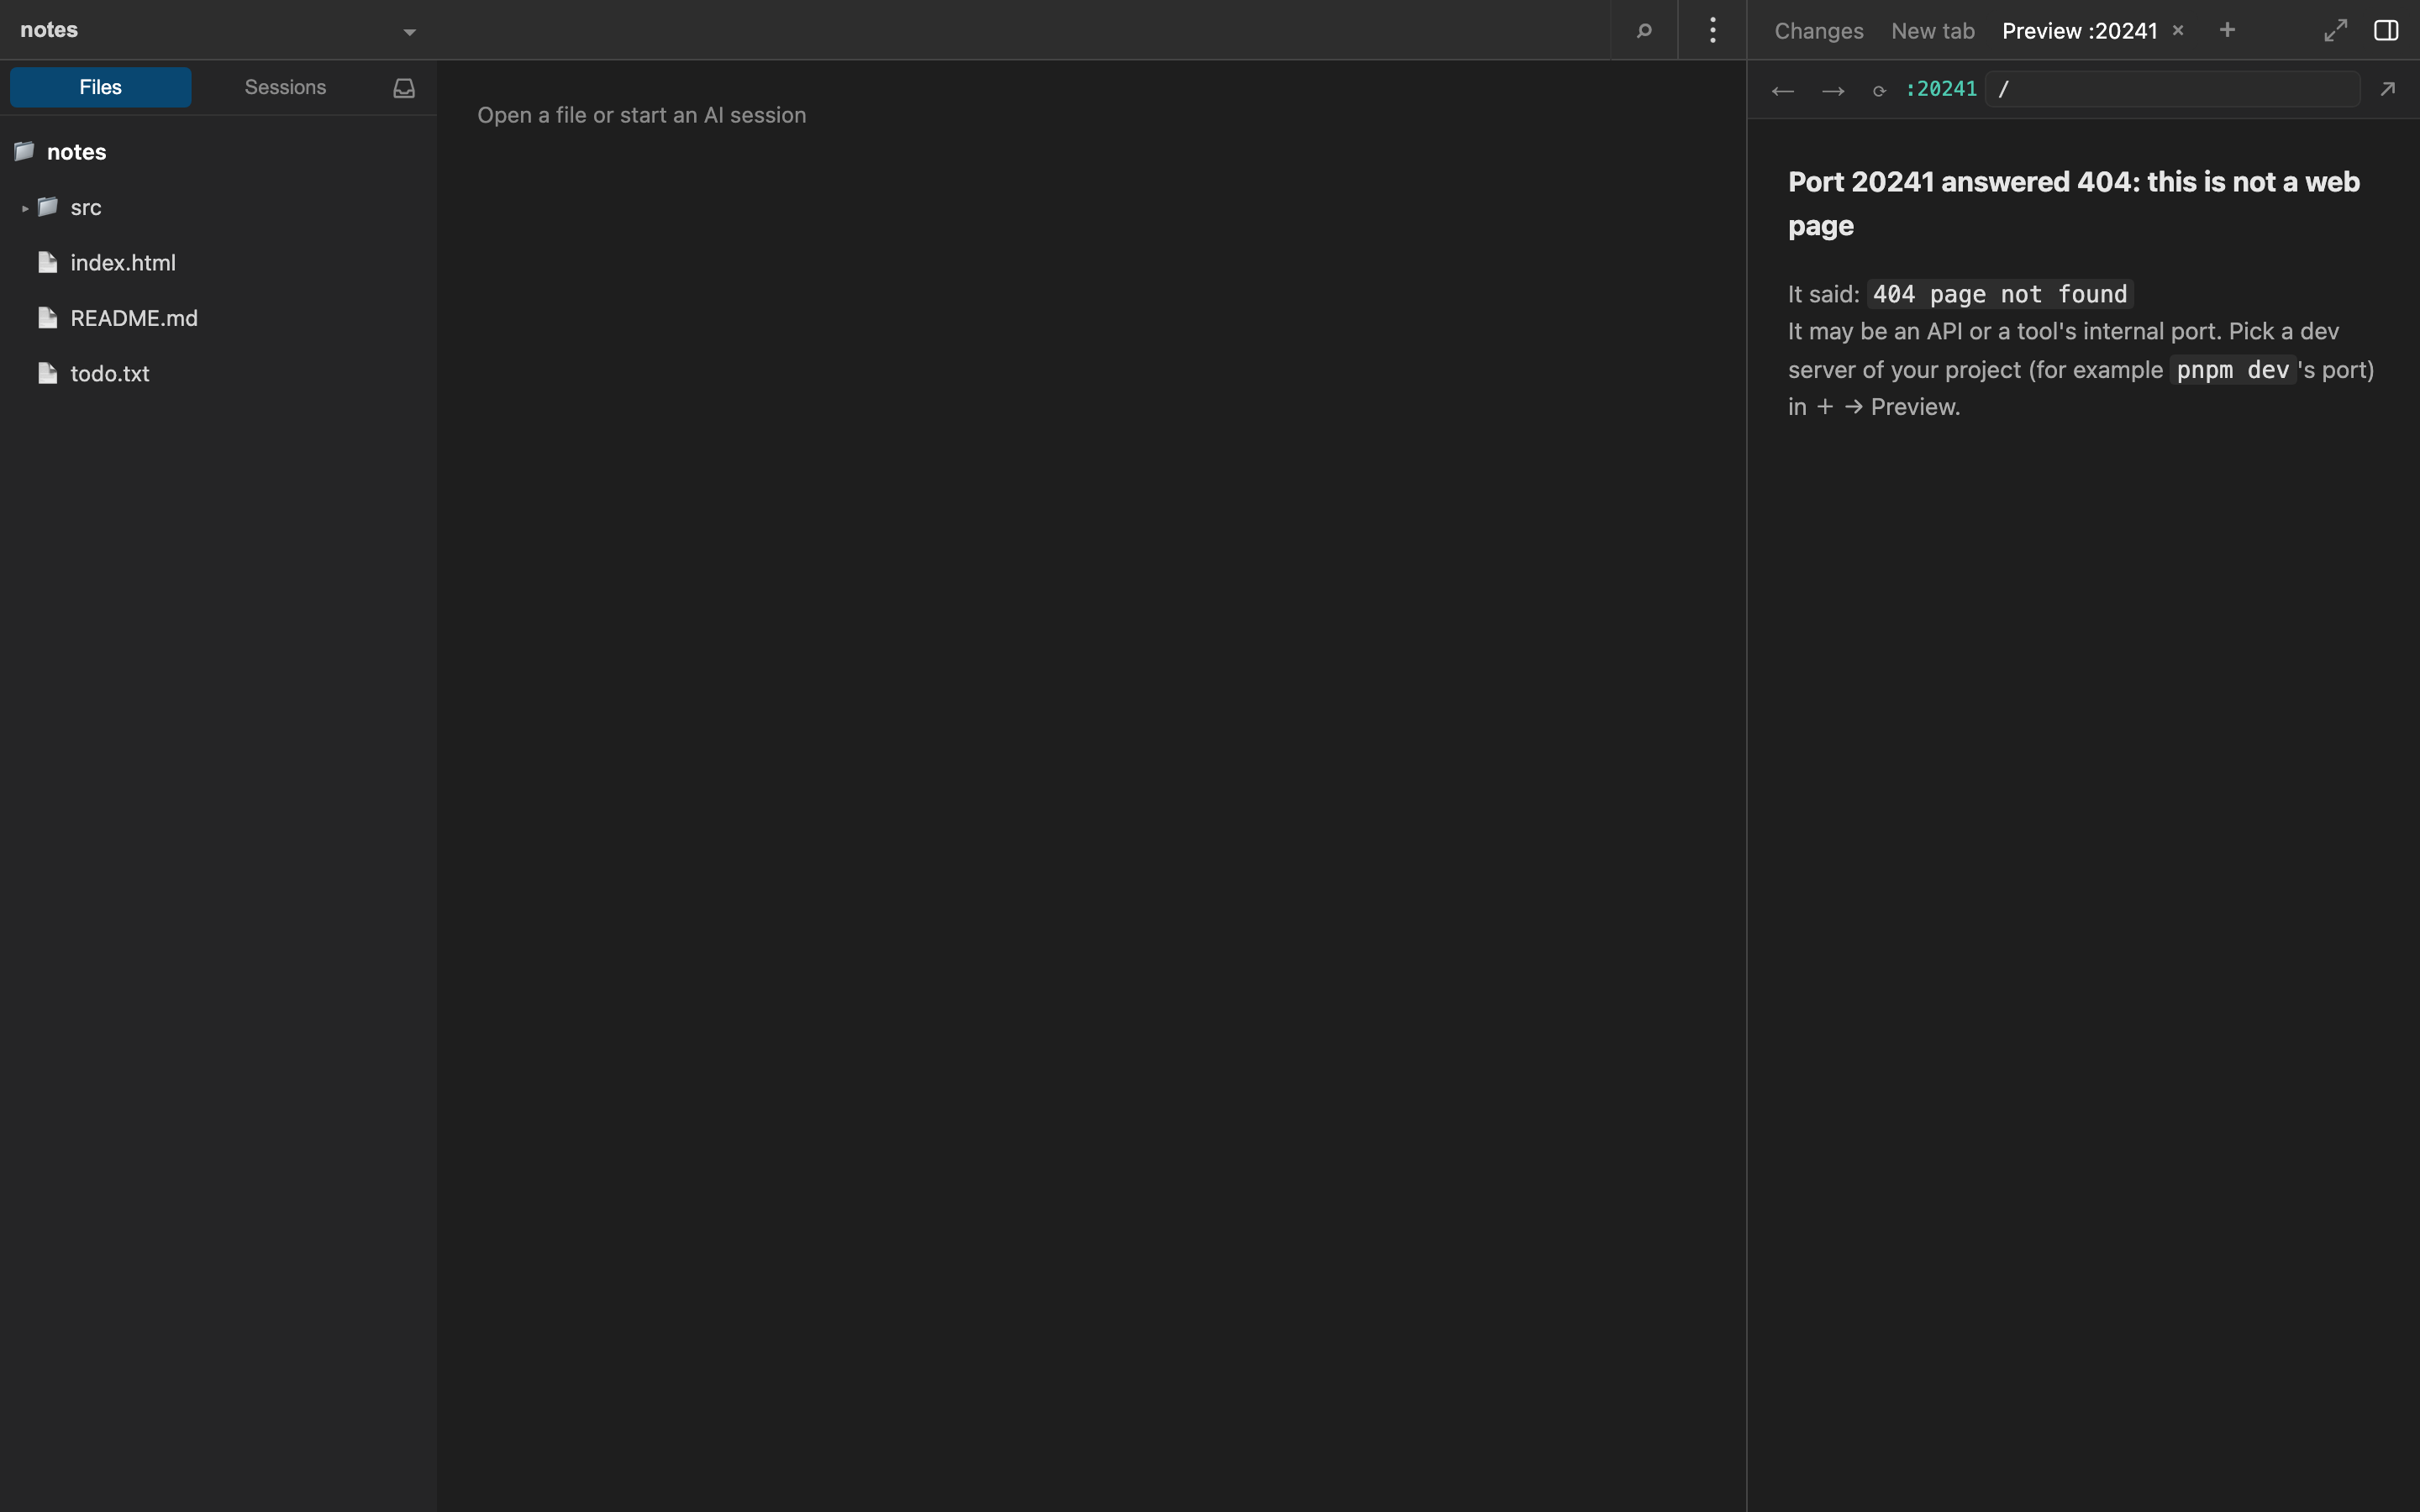 notes
Changes
New tab
Preview :20241
Files
Sessions
:20241
/
Open a file or start an AI session
notes
src
index.html
README.md
todo.txt
Port 20241 answered 404: this is not a web
page
It said: 404 page not found
It may be an API or a tool's internal port. Pick a dev
server of your project (for example pnpm dev 's port)
in + → Preview.